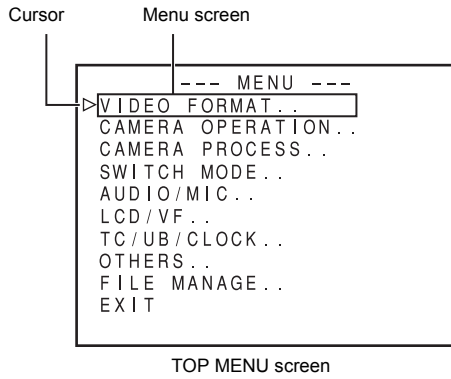 Cursor Menu screen
--- MENU ---
VIDEO FORMAT..
CAMERA OPERATION..
CAMERA PROCESS..
SWITCH MODE..
AUDIO/MIC..
LCD/VF..
TC/UB/CLOCK..
OTHERS..
FILE MANAGE..
EXIT
TOP MENU screen